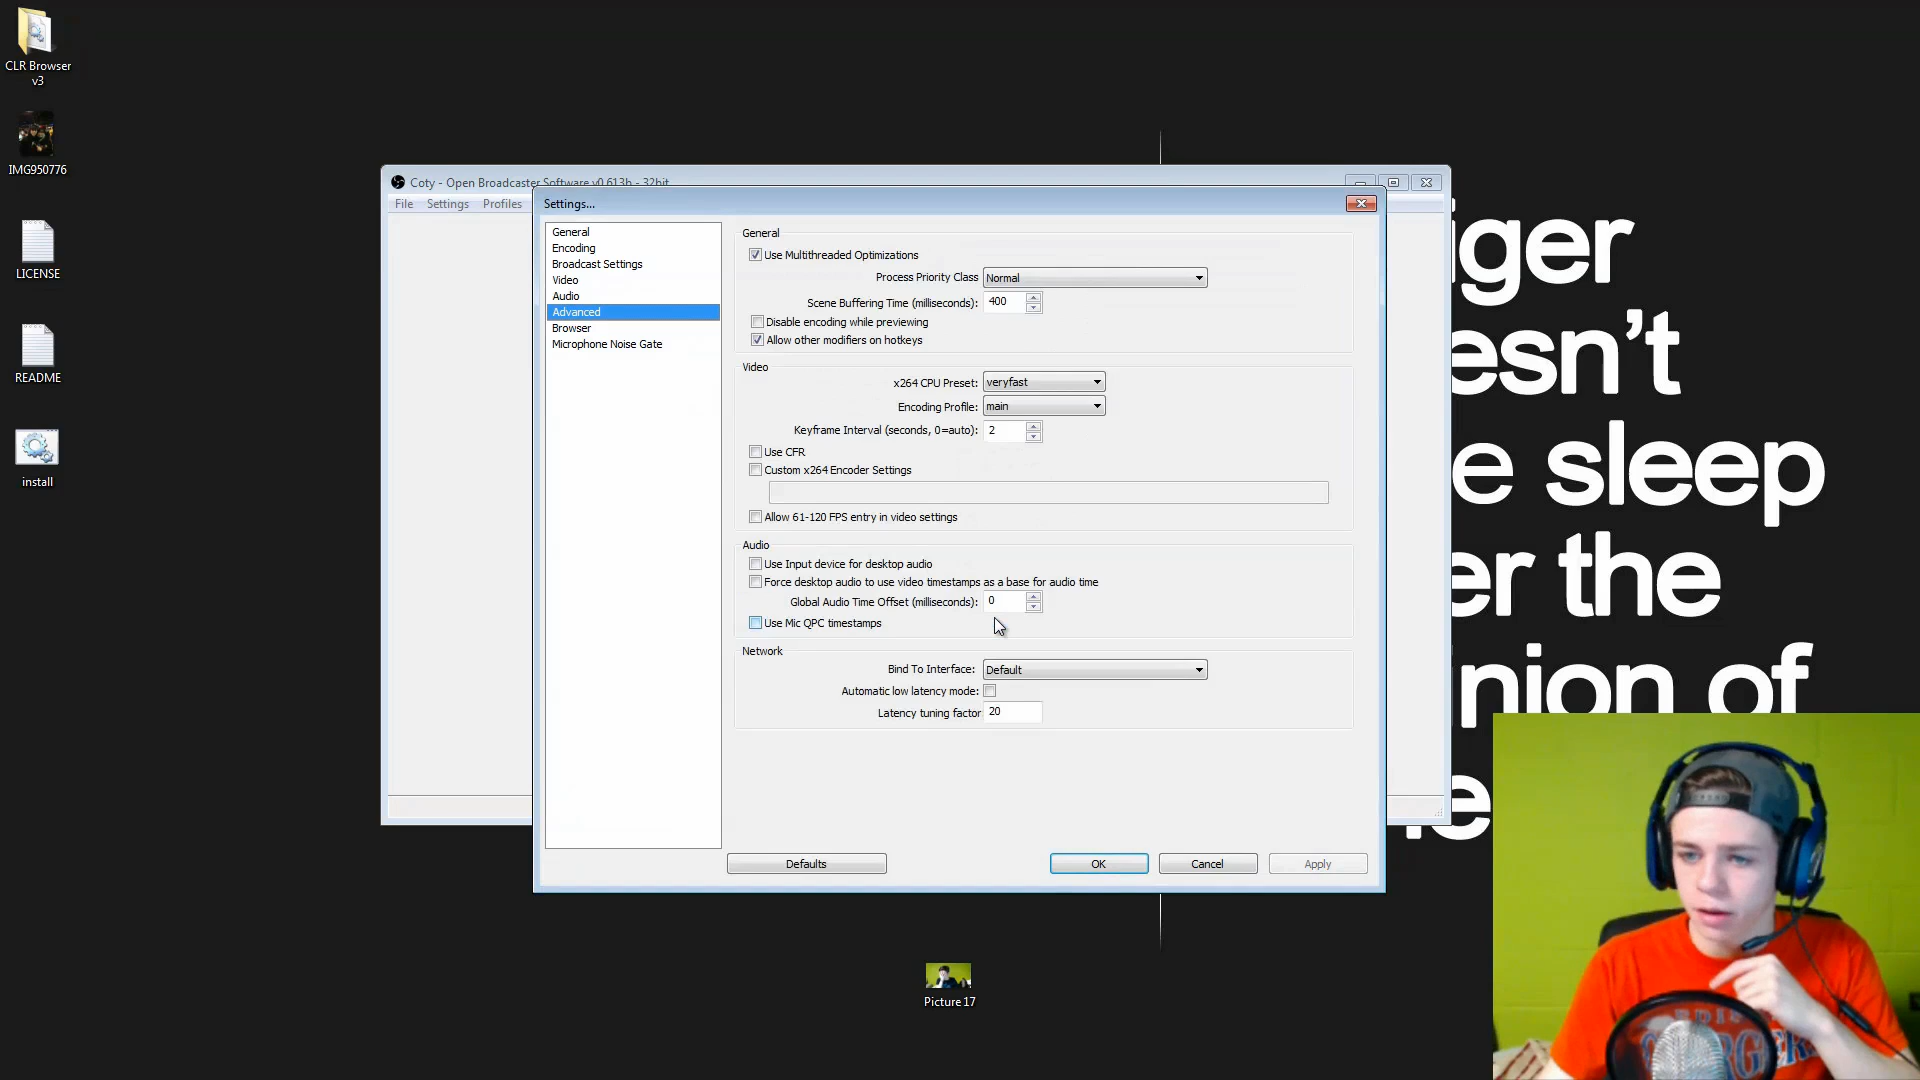 CLR Browser
v3
IMG950776
LICENSE
README
install
Coty - Open Broadcaster Software v0.613b - 32bit
File Settings Profiles
Settings...
General
Encoding
Broadcast Settings
Video
Audio
Advanced
Browser
Microphone Noise Gate
General
Use Multithreaded Optimizations
Process Priority Class Normal
Scene Buffering Time (milliseconds): 400
Disable encoding while previewing
Allow other modifiers on hotkeys
Video
x264 CPU Preset: veryfast
Encoding Profile: main
Keyframe Interval (seconds, 0=auto): 2
Use CFR
Custom x264 Encoder Settings
Allow 61-120 FPS entry in video settings
Audio
Use Input device for desktop audio
Force desktop audio to use video timestamps as a base for audio time
Global Audio Time Offset (milliseconds): 0
Use Mic QPC timestamps
Network
Bind To Interface: Default
Automatic low latency mode:
Latency tuning factor 20
Defaults OK Cancel Apply
iger
esn't
e sleep
er the
nion of
Picture 17